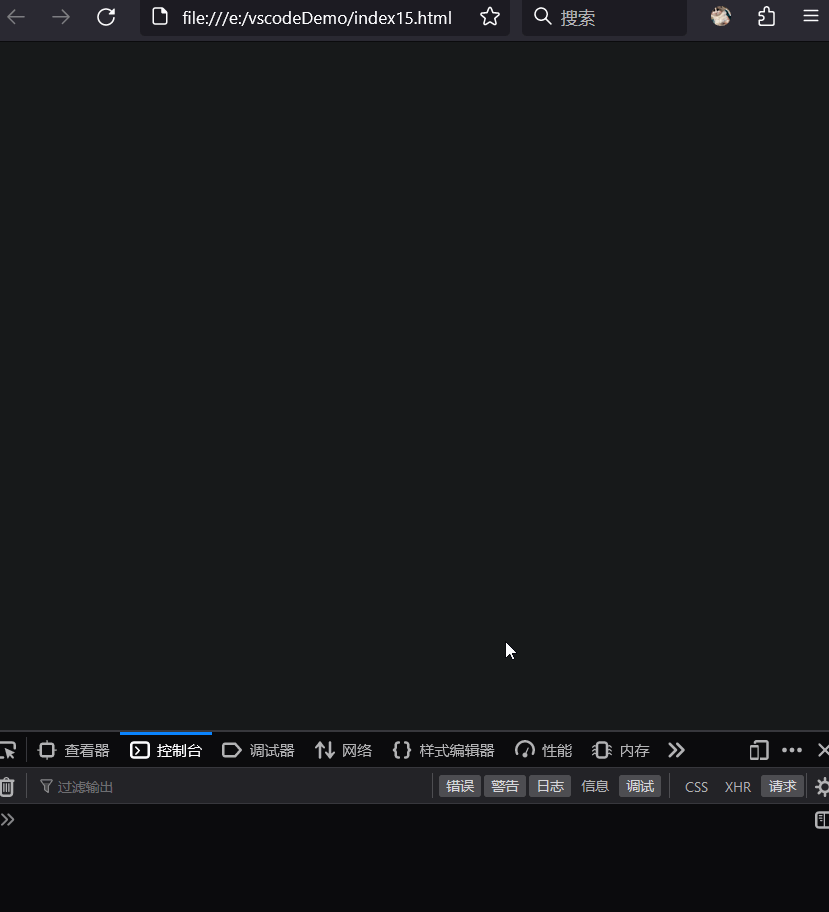 file:///e:/vscodeDemo/index15.html 搜索
查看器 控制台 调试器 网络 样式编辑器 性能 内存
过滤输出 错误 警告 日志 信息 调试 CSS XHR 请求